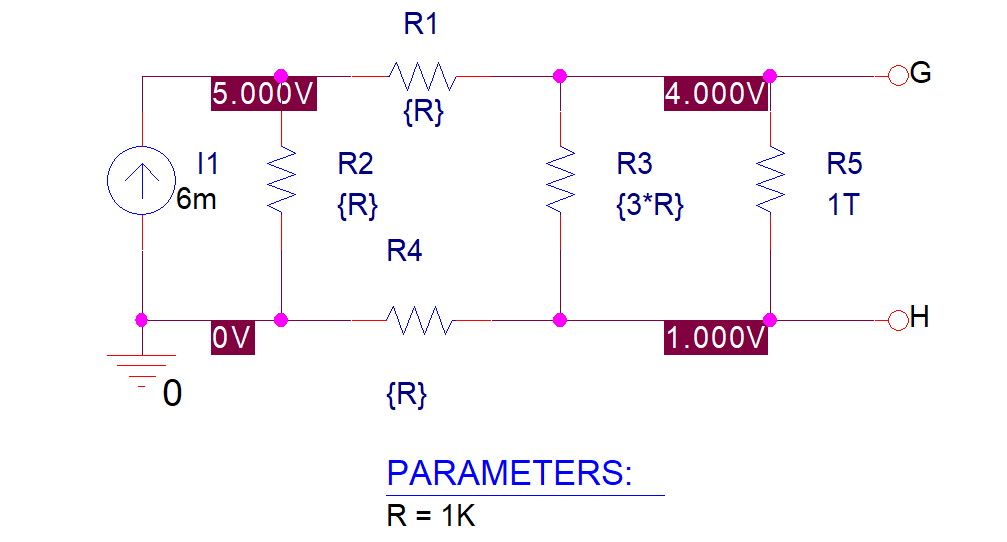 R1
G
5.000V
4.000V
{R}
I1
R2
R3
R5
6m
{R}
{3*R}
1T
R4
H
0V
1.000V
0
{R}
PARAMETERS:
R = 1K